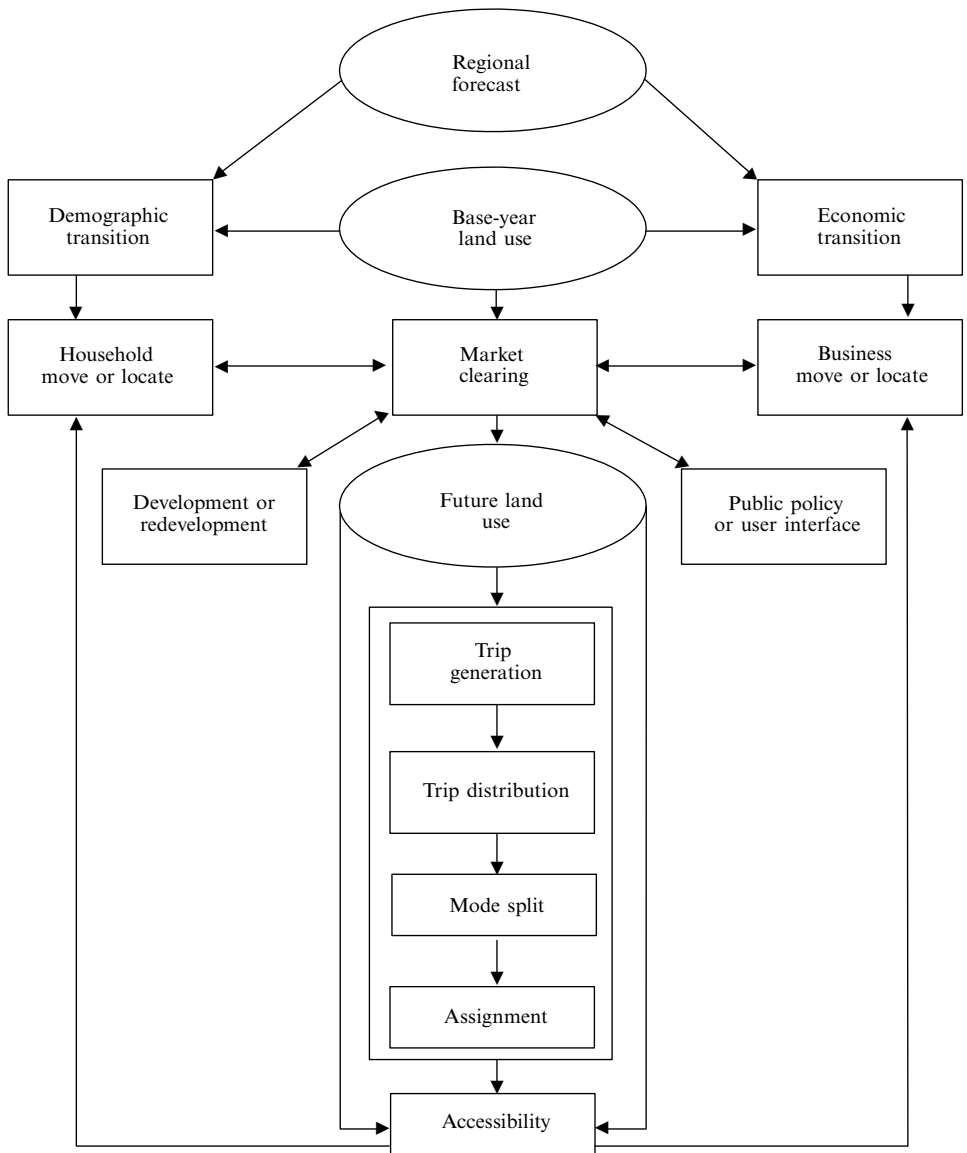 Regional
forecast
Demographic
transition
Base-year
land use
Economic
transition
Household
move or locate
Market
clearing
Business
move or locate
Development or
redevelopment
Future land
use
Public policy
or user interface
Trip
generation
Trip distribution
Mode split
Assignment
Accessibility